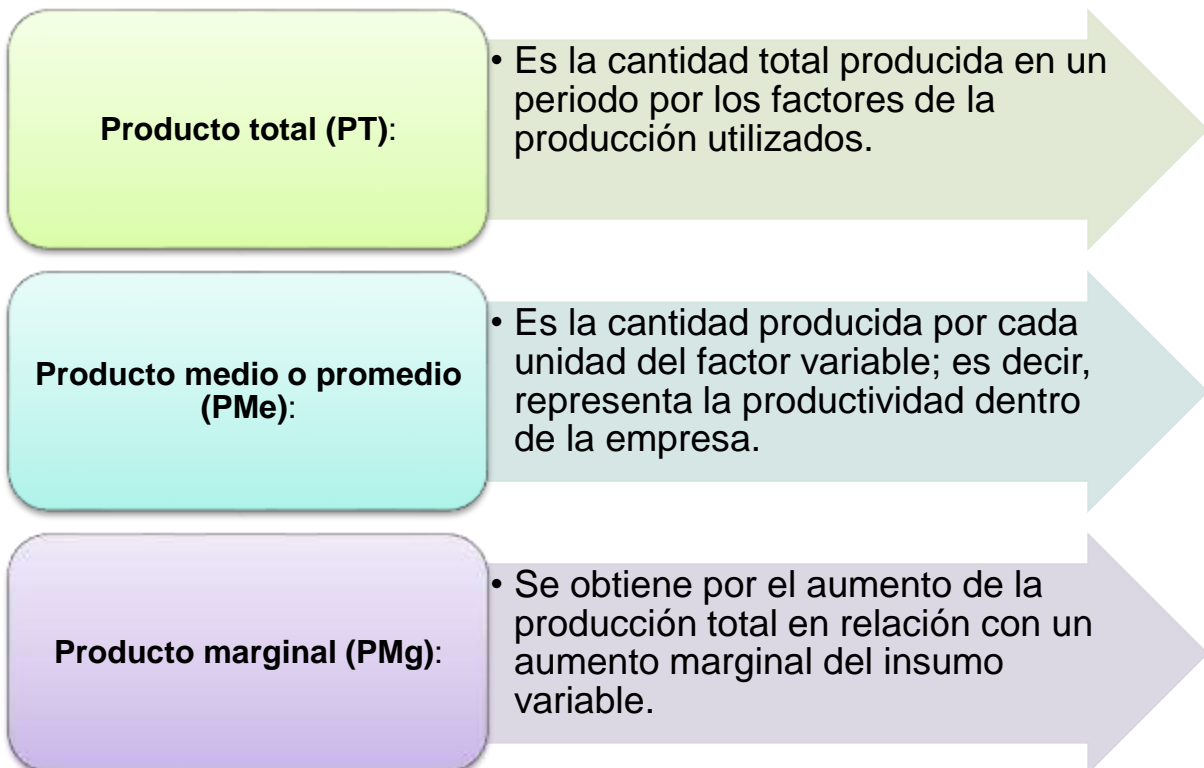 Producto total (PT):
• Es la cantidad total producida en un
periodo por los factores de la
producción utilizados.
Producto medio o promedio
(PMe):
• Es la cantidad producida por cada
unidad del factor variable; es decir,
representa la productividad dentro
de la empresa.
Producto marginal (PMg):
• Se obtiene por el aumento de la
producción total en relación con un
aumento marginal del insumo
variable.